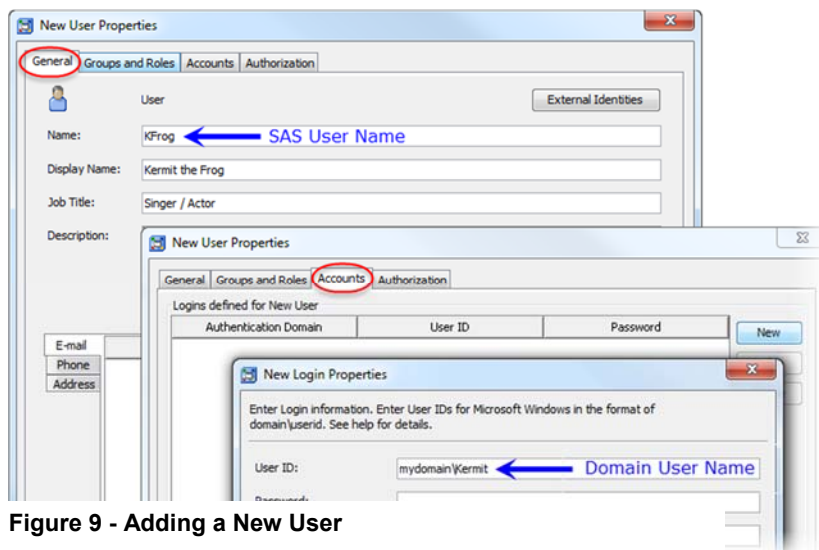 New User Properties
General Groups and Roles Accounts Authorization
User
External Identities
Name:
KFrog
SAS User Name
Display Name:
Kermit the Frog
Job Title:
Singer / Actor
Description:
E-mail
Phone
Address
New User Properties
General Groups and Roles Accounts Authorization
Logins defined for New User
Authentication Domain User ID Password
New
New Login Properties
Enter Login information. Enter User IDs for Microsoft Windows in the format of
domain\userid. See help for details.
User ID:
mydomain\Kermit
Domain User Name
Password:
Figure 9 - Adding a New User